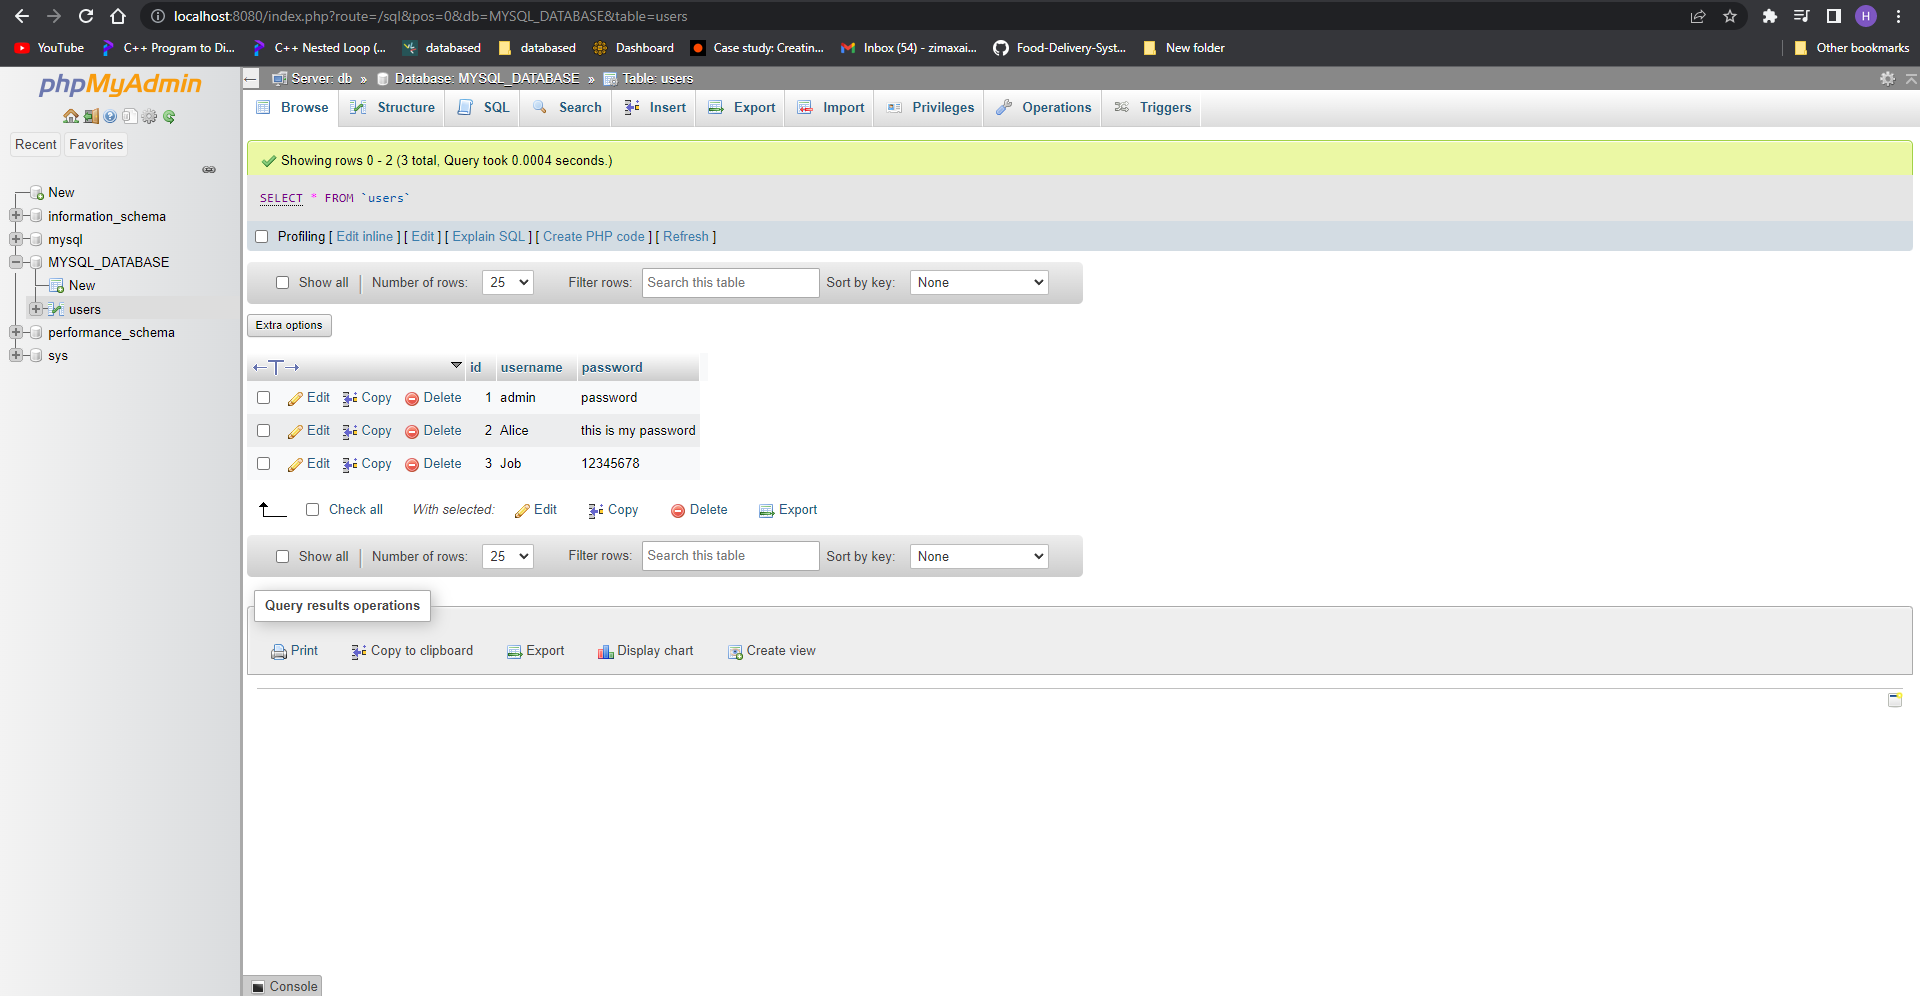 localhost:8080/index.php?route=/sql&pos=0&db=MYSQL_DATABASE&table=users
H
YouTube C++ Program to Di... C++ Nested Loop (... databased databased Dashboard Case study: Creatin... Inbox (54) - zimaxai... Food-Delivery-Syst... New folder Other bookmarks
phpMyAdmin
Recent Favorites
New
information_schema
mysql
MYSQL_DATABASE
New
users
performance_schema
sys
Server: db » Database: MYSQL_DATABASE » Table: users
Browse Structure SQL Search Insert Export Import Privileges Operations Triggers
Showing rows 0 - 2 (3 total, Query took 0.0004 seconds.)
SELECT * FROM `users`
Profiling [ Edit inline ] [ Edit ] [ Explain SQL ] [ Create PHP code ] [ Refresh ]
Show all Number of rows: 25 Filter rows: Search this table Sort by key: None
Extra options
←T→ id username password
Edit Copy Delete 1 admin password
Edit Copy Delete 2 Alice this is my password
Edit Copy Delete 3 Job 12345678
Check all With selected: Edit Copy Delete Export
Show all Number of rows: 25 Filter rows: Search this table Sort by key: None
Query results operations
Print Copy to clipboard Export Display chart Create view
Console